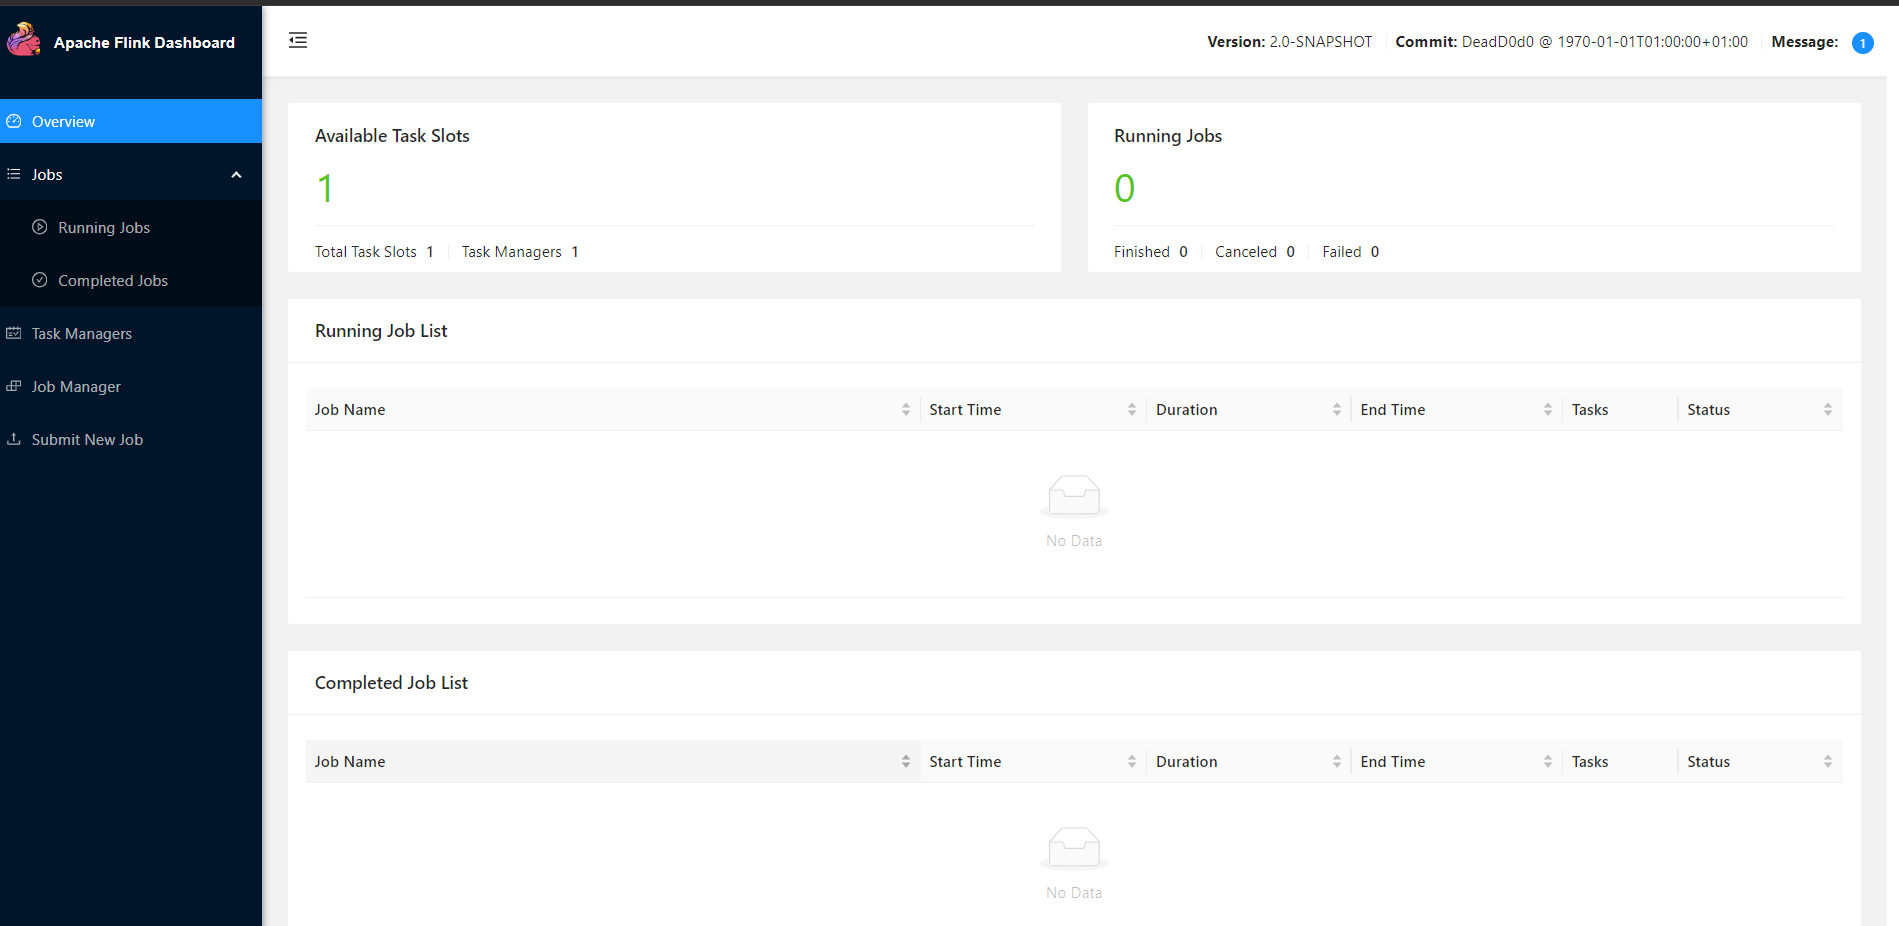 Apache Flink Dashboard
Version: 2.0-SNAPSHOT Commit: DeadD0d0 @ 1970-01-01T01:00:00+01:00 Message: 1
Overview
Jobs
Running Jobs
Completed Jobs
Task Managers
Job Manager
Submit New Job
Available Task Slots
1
Total Task Slots 1 Task Managers 1
Running Jobs
0
Finished 0 Canceled 0 Failed 0
Running Job List
Job Name Start Time Duration End Time Tasks Status
No Data
Completed Job List
Job Name Start Time Duration End Time Tasks Status
No Data